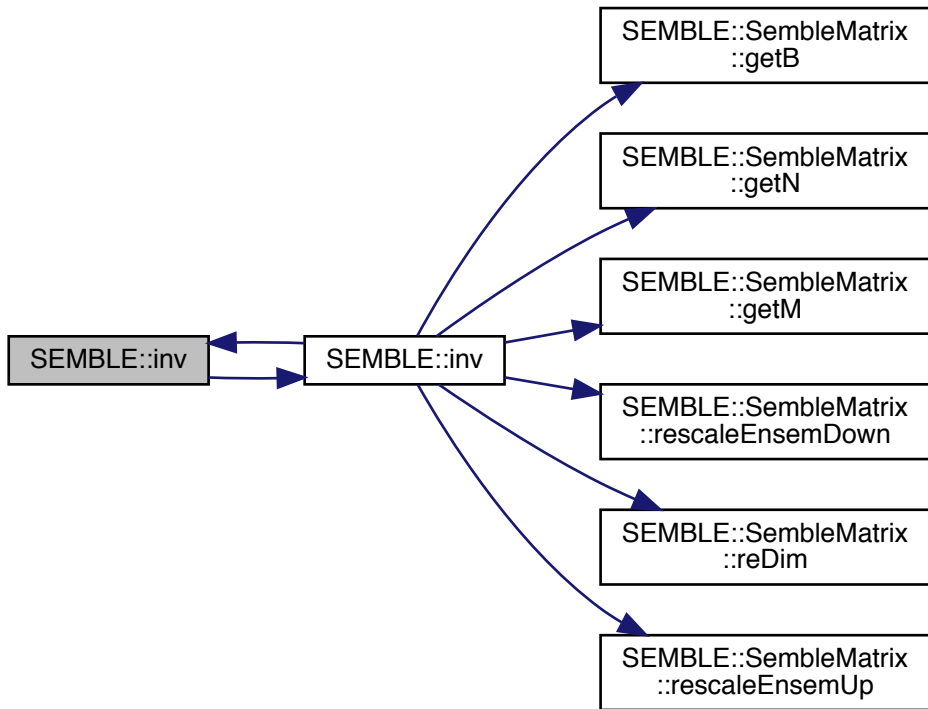 SEMBLE::inv
SEMBLE::inv
SEMBLE::SembleMatrix
::getB
SEMBLE::SembleMatrix
::getN
SEMBLE::SembleMatrix
::getM
SEMBLE::SembleMatrix
::rescaleEnsemDown
SEMBLE::SembleMatrix
::reDim
SEMBLE::SembleMatrix
::rescaleEnsemUp